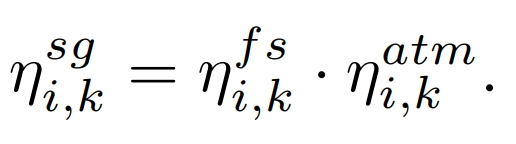 η_{i,k}^{sg} = η_{i,k}^{fs} · η_{i,k}^{atm}.